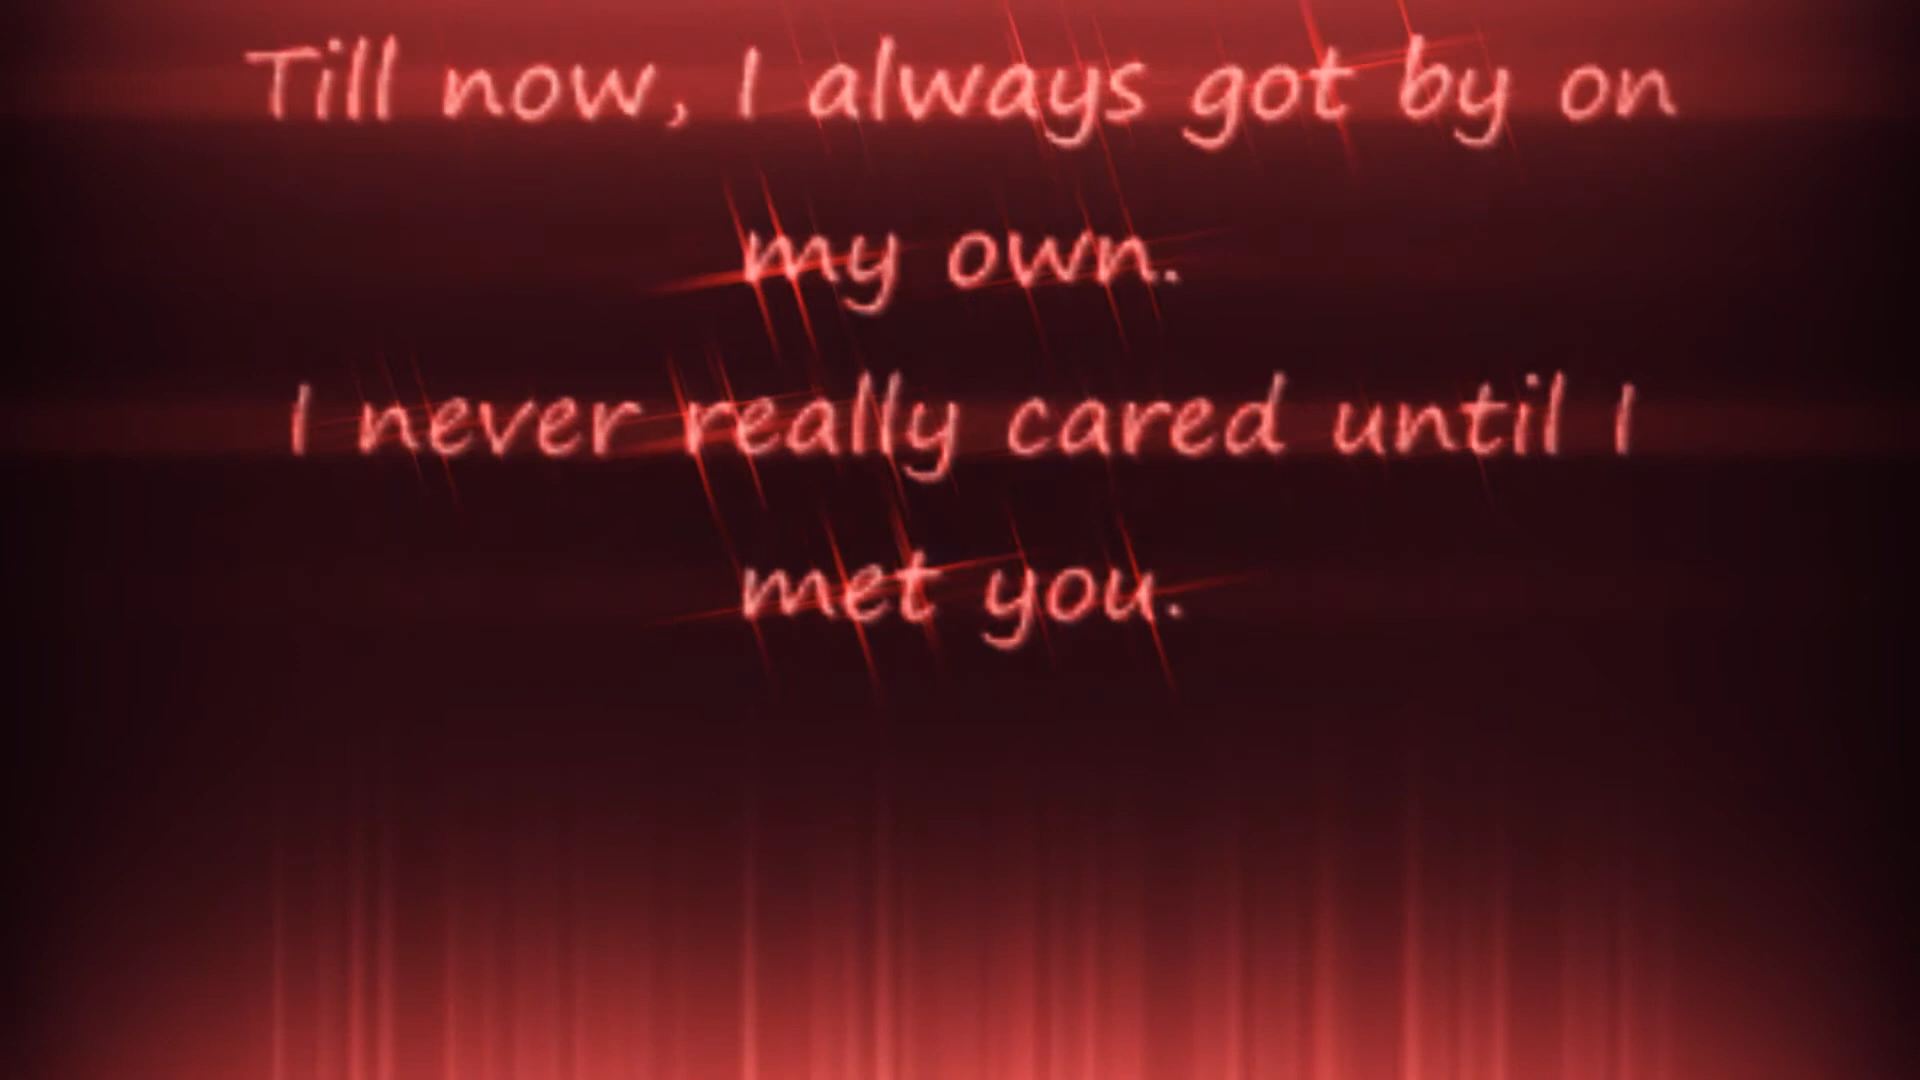 Till now, I always got by on
my own.
I never really cared until I
met you.